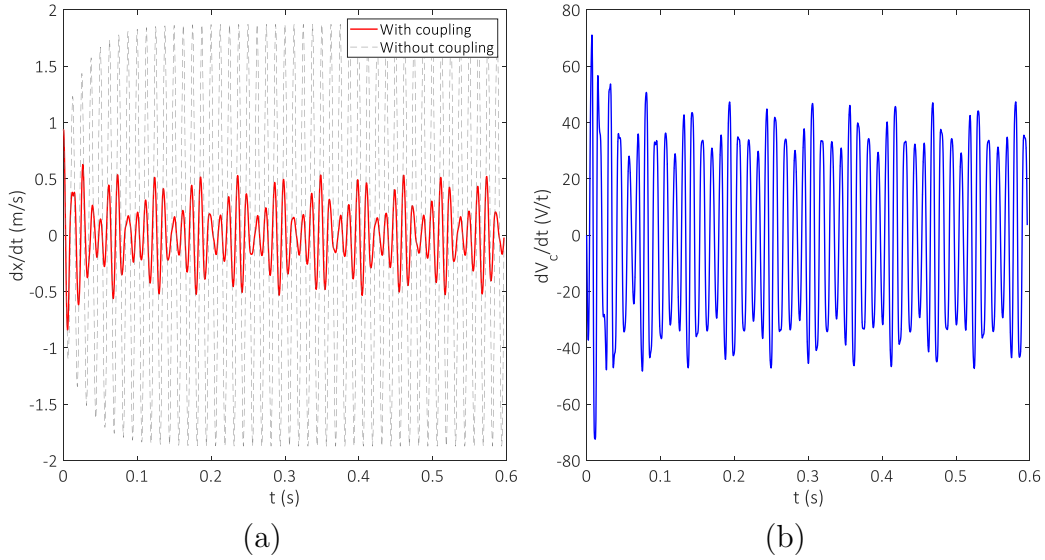 2
1.5
1
0.5
0
-0.5
-1
-1.5
-2
dx/dt (m/s)
With coupling
Without coupling
0 0.1 0.2 0.3 0.4 0.5 0.6
t (s)
(a)
80
60
40
20
0
-20
-40
-60
-80
dV_c/dt (V/t)
0 0.1 0.2 0.3 0.4 0.5 0.6
t (s)
(b)